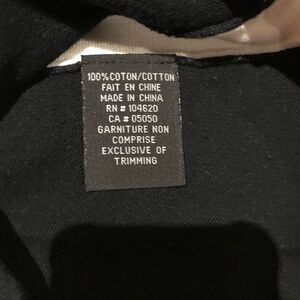 100%COTON/COTTON
FAIT EN CHINE
MADE IN CHINA
RN# 104620
CA# 05050
GARNITURE NON
COMPRISE
EXCLUSIVE OF
TRIMMING